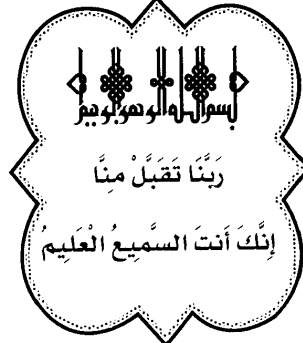 بسم الله الرحمن الرحيم
رَبَّنَا تَقَبَّلْ مِنَّا
إِنَّكَ أَنتَ السَّمِيعُ الْعَلِيمُ